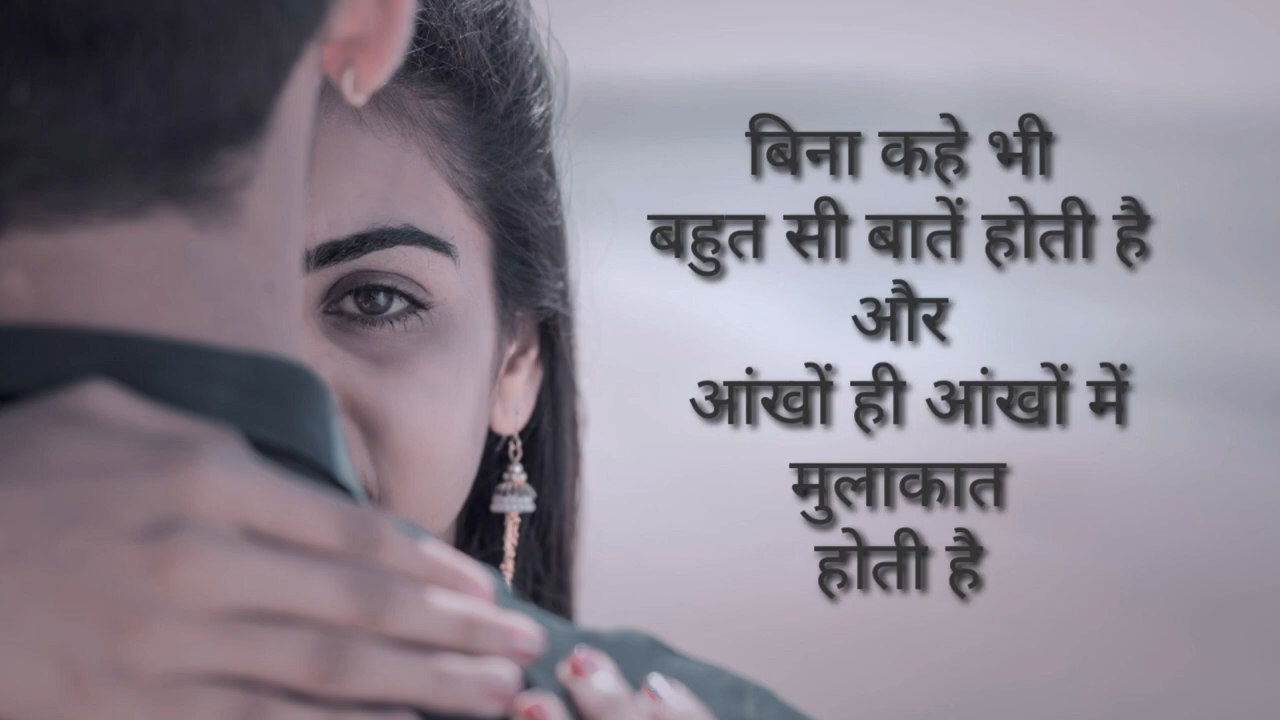 बिना कहे भी
बहुत सी बातें होती है
और
आंखों ही आंखों में
मुलाकात
होती है